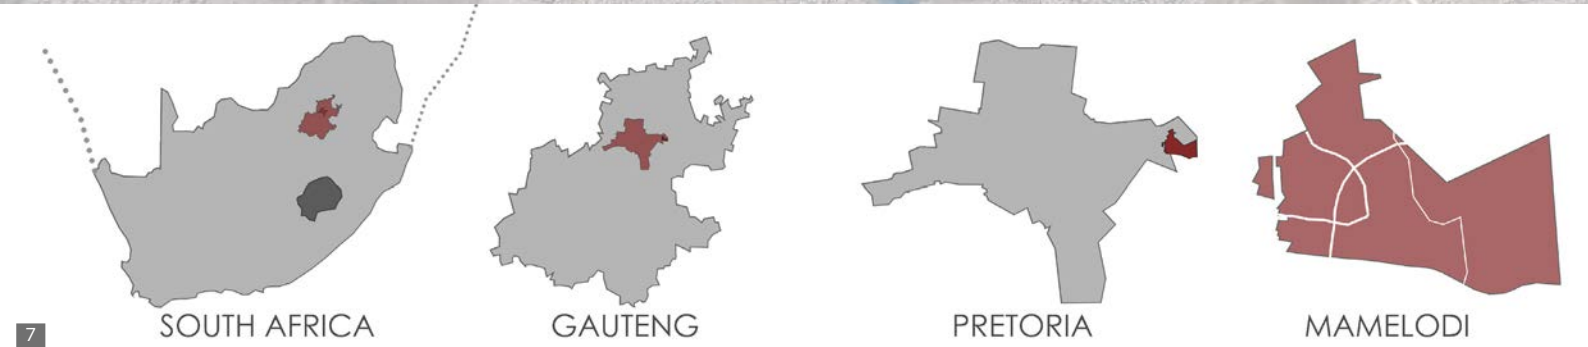 SOUTH AFRICA
GAUTENG
PRETORIA
MAMELODI
7